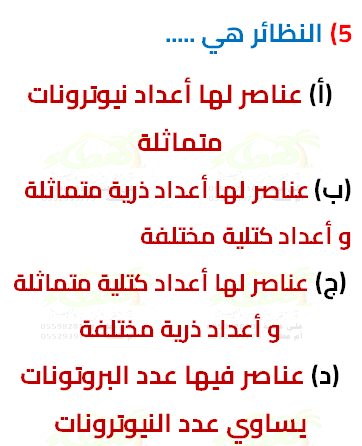 5) النظائر هي .....
(أ) عناصر لها أعداد نيوترونات
متماثلة
(ب) عناصر لها أعداد ذرية متماثلة
و أعداد كتلية مختلفة
(ج) عناصر لها أعداد كتلية متماثلة
و أعداد ذرية مختلفة
(د) عناصر فيها عدد البروتونات
يساوي عدد النيوترونات